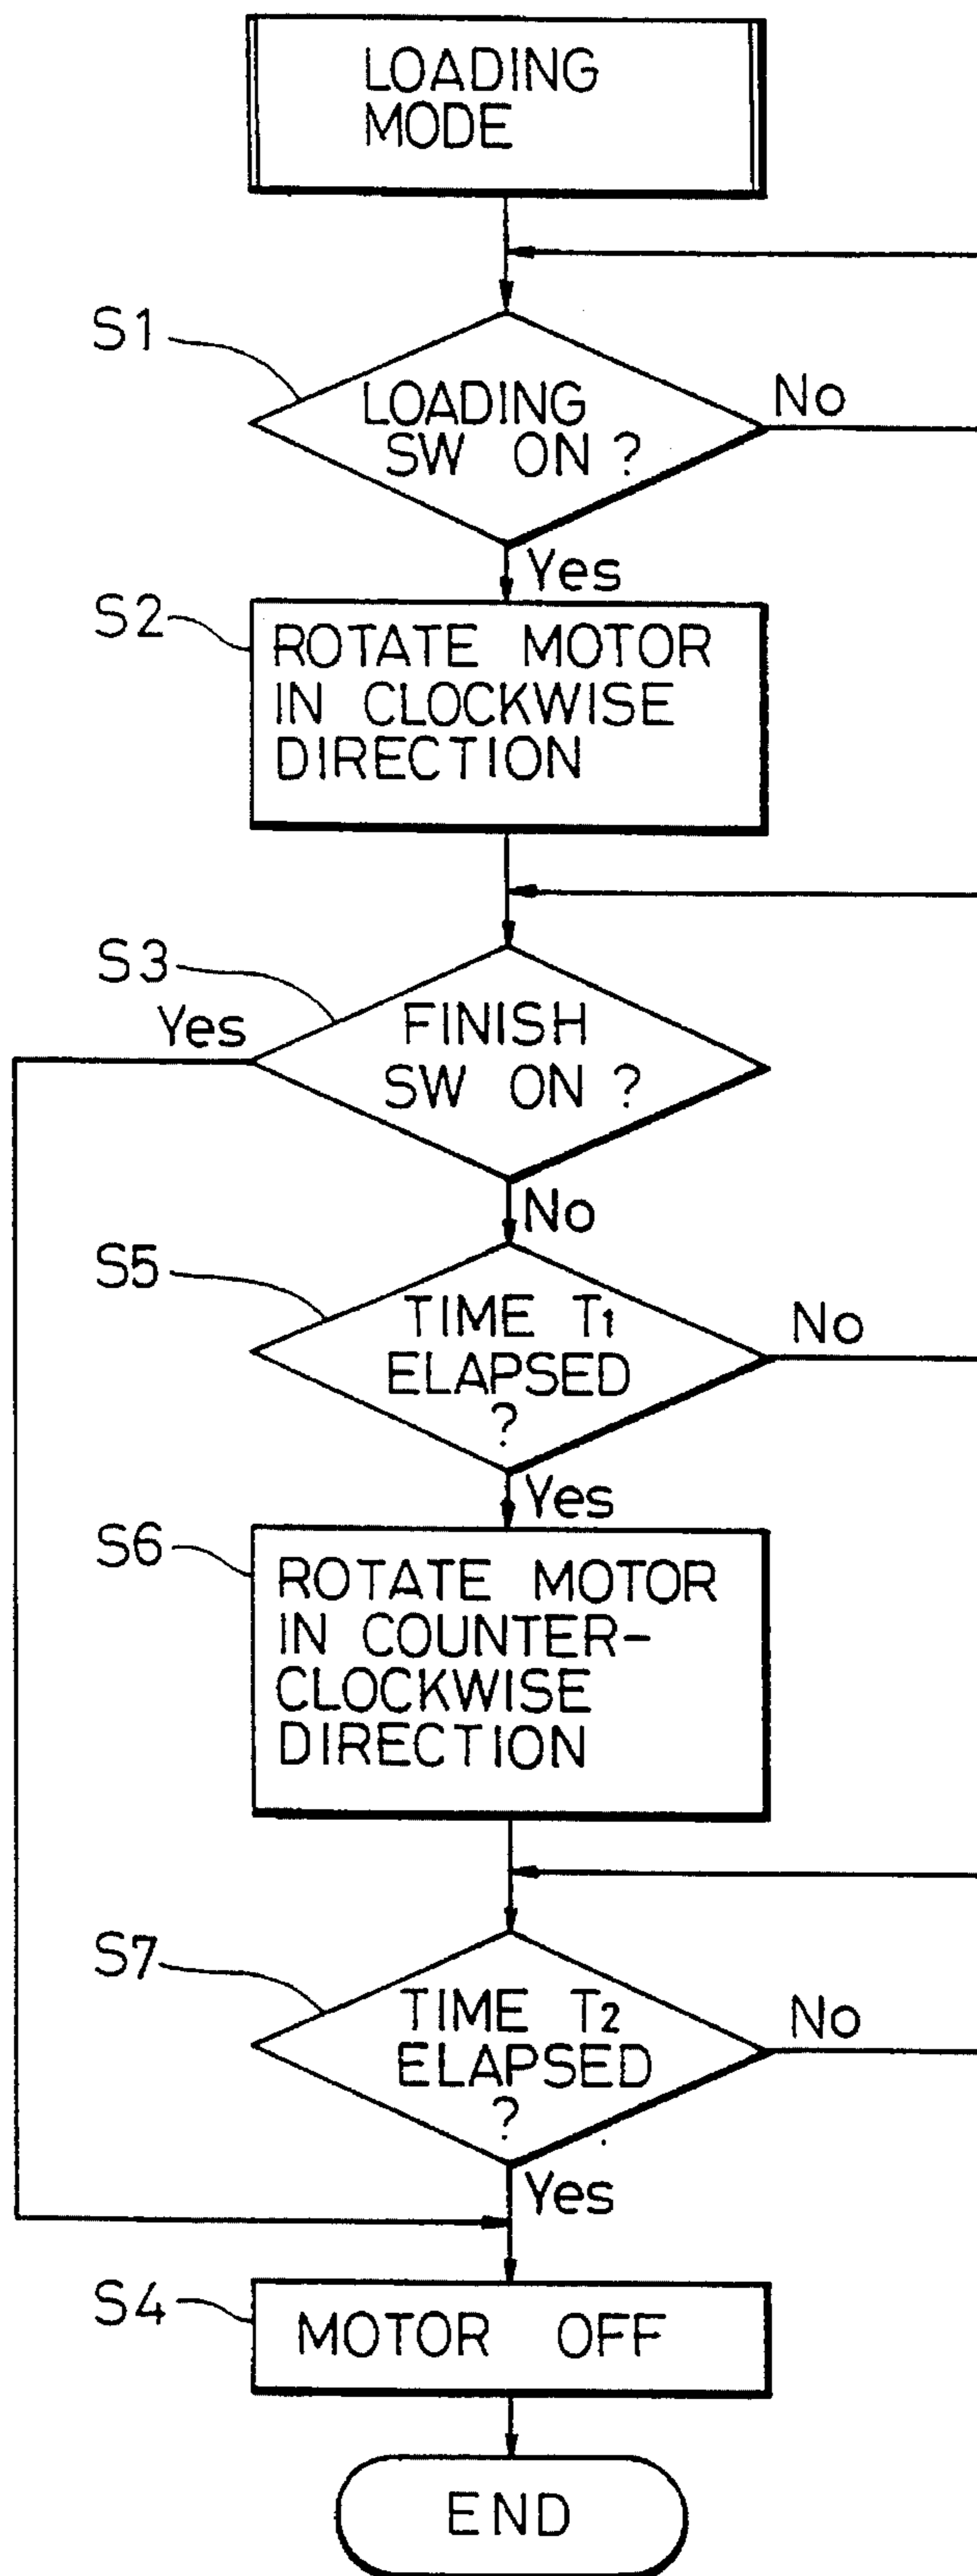 LOADING
MODE
S1
LOADING
SW ON ?
No
Yes
S2
ROTATE MOTOR
IN CLOCKWISE
DIRECTION
S3
Yes
FINISH
SW ON ?
No
S5
TIME T1
ELAPSED
?
No
Yes
S6
ROTATE MOTOR
IN COUNTER-
CLOCKWISE
DIRECTION
S7
TIME T2
ELAPSED
?
No
Yes
S4
MOTOR OFF
END